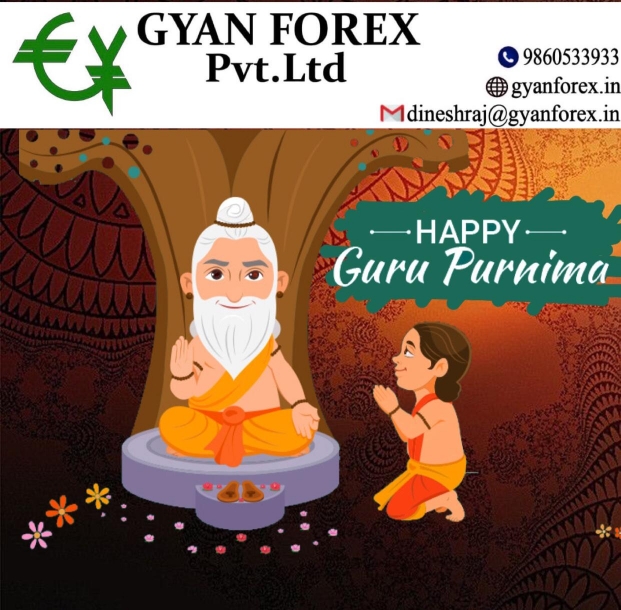 GYAN FOREX
Pvt.Ltd
9860533933
gyanforex.in
dineshraj@gyanforex.in
HAPPY
Guru Purnima